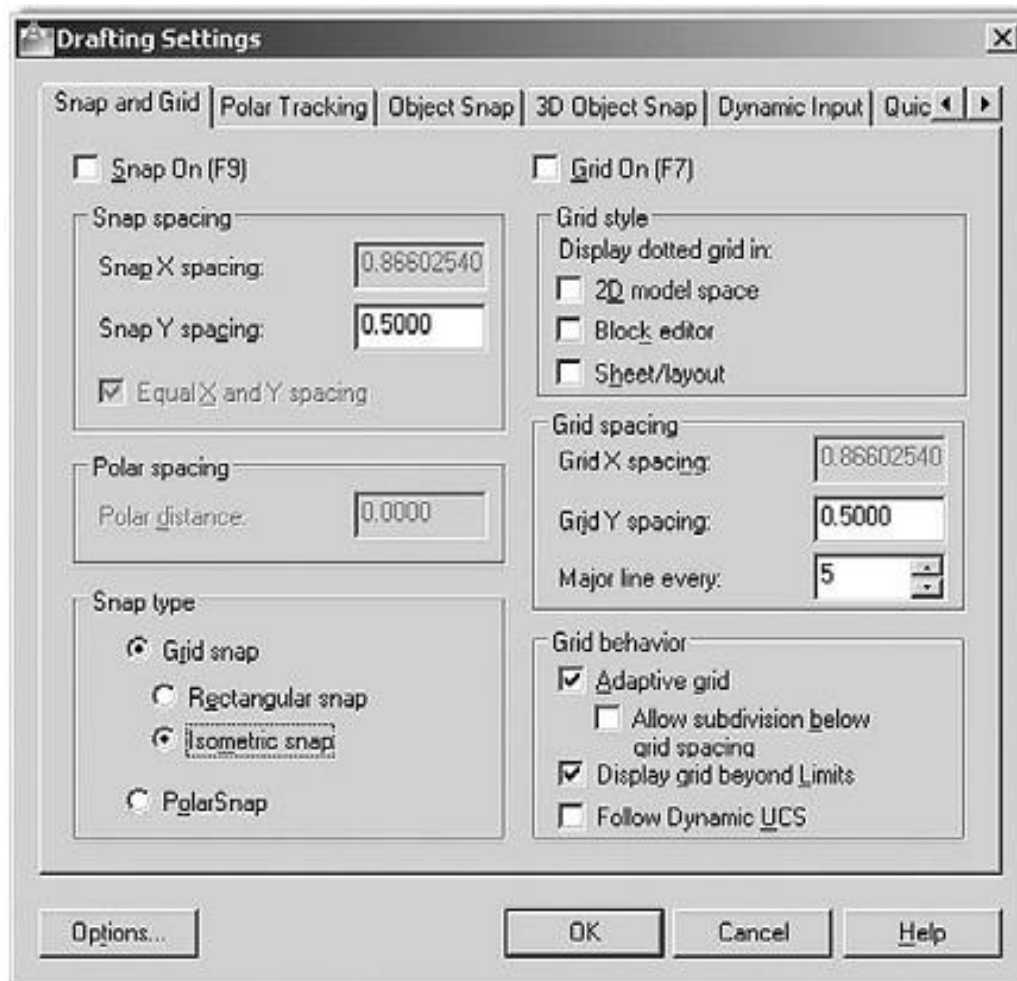 Drafting Settings
Snap and Grid
Polar Tracking
Object Snap
3D Object Snap
Dynamic Input
Quic
Snap On (F9)
Snap spacing
Snap X spacing: 0.86602540
Snap Y spacing: 0.5000
Equal X and Y spacing
Polar spacing
Polar distance: 0.0000
Snap type
Grid snap
Rectangular snap
Isometric snap
PolarSnap
Grid On (F7)
Grid style
Display dotted grid in:
2D model space
Block editor
Sheet/layout
Grid spacing
Grid X spacing: 0.86602540
Grid Y spacing: 0.5000
Major line every: 5
Grid behavior
Adaptive grid
Allow subdivision below
grid spacing
Display grid beyond Limits
Follow Dynamic UCS
Options...
OK
Cancel
Help